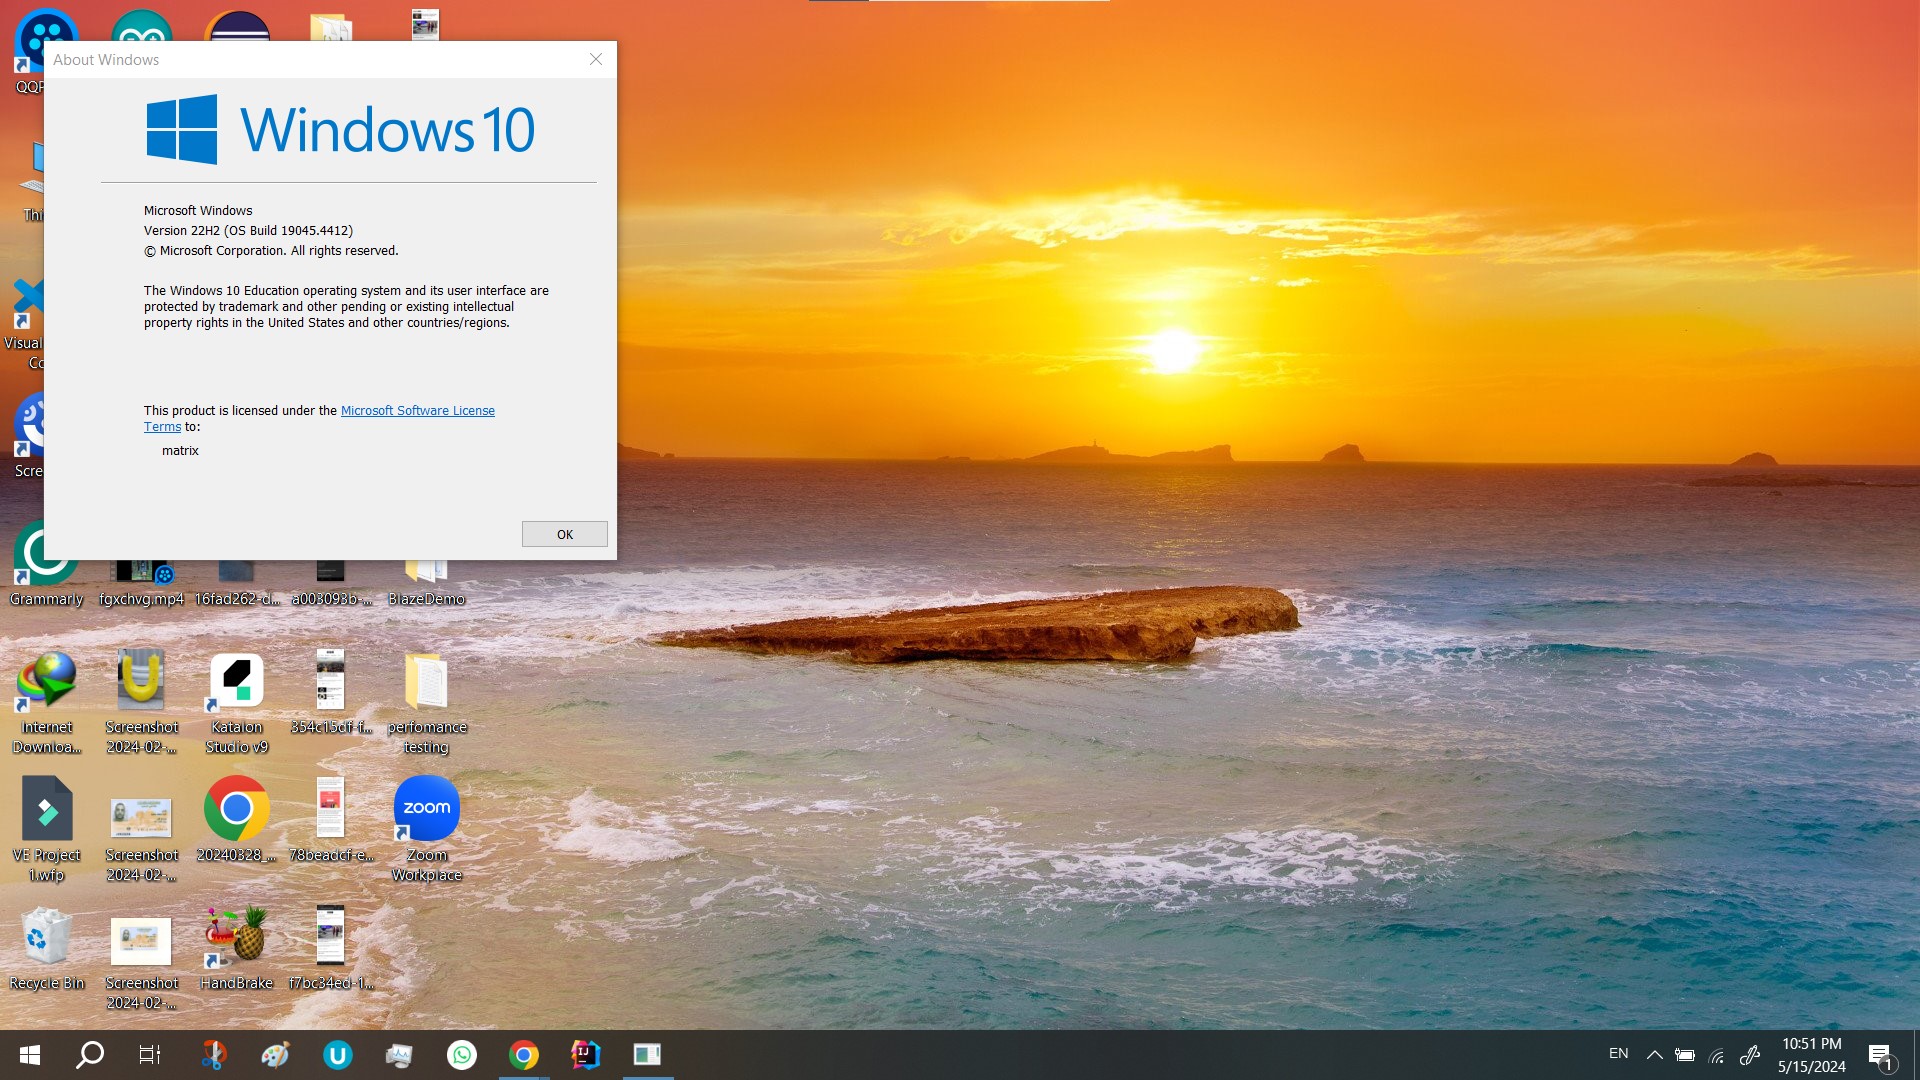 About Windows
Windows 10
Microsoft Windows
Version 22H2 (OS Build 19045.4412)
© Microsoft Corporation. All rights reserved.
The Windows 10 Education operating system and its user interface are
protected by trademark and other pending or existing intellectual
property rights in the United States and other countries/regions.
This product is licensed under the Microsoft Software License
Terms to:
matrix
OK
QQP
Thi
Visual
Co
Scre
Grammarly
fgxchvg.mp4
16fad262-d...
a003093b-...
BlazeDemo
Internet
Downloa...
Screenshot
2024-02-...
Katalon
Studio v9
354c15df-f...
perfomance
testing
VE Project
1.wfp
Screenshot
2024-02-...
20240328_...
78beadcf-e...
zoom
Zoom
Workplace
Recycle Bin
Screenshot
2024-02-...
HandBrake
f7bc34ed-1...
U
IJ
EN
10:51 PM
5/15/2024
1